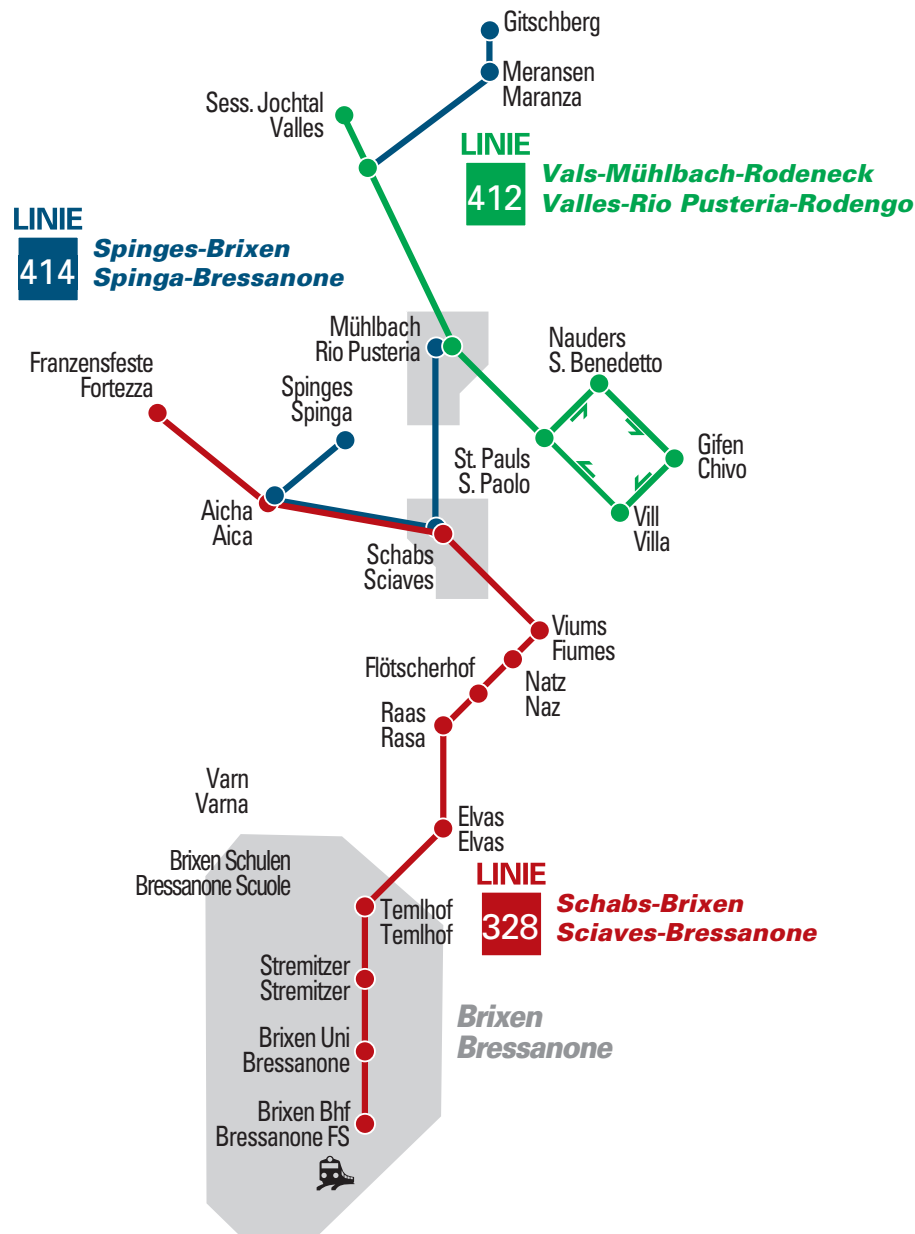 Gitschberg
Meransen
Maranza
Sess. Jochtal
Valles
LINIE
412
Vals-Mühlbach-Rodeneck
Valles-Rio Pusteria-Rodengo
LINIE
414
Spinges-Brixen
Spinga-Bressanone
Mühlbach
Rio Pusteria
Nauders
S. Benedetto
Franzensfeste
Fortezza
Spinges
Spinga
Gifen
Chivo
St. Pauls
S. Paolo
Aicha
Aica
Vill
Villa
Schabs
Sciaves
Viums
Fiumes
Flötscherhof
Natz
Naz
Raas
Rasa
Varn
Varna
Elvas
Elvas
Brixen Schulen
Bressanone Scuole
LINIE
328
Schabs-Brixen
Sciaves-Bressanone
Temlhof
Temlhof
Stremitzer
Stremitzer
Brixen
Bressanone
Brixen Uni
Bressanone
Brixen Bhf
Bressanone FS